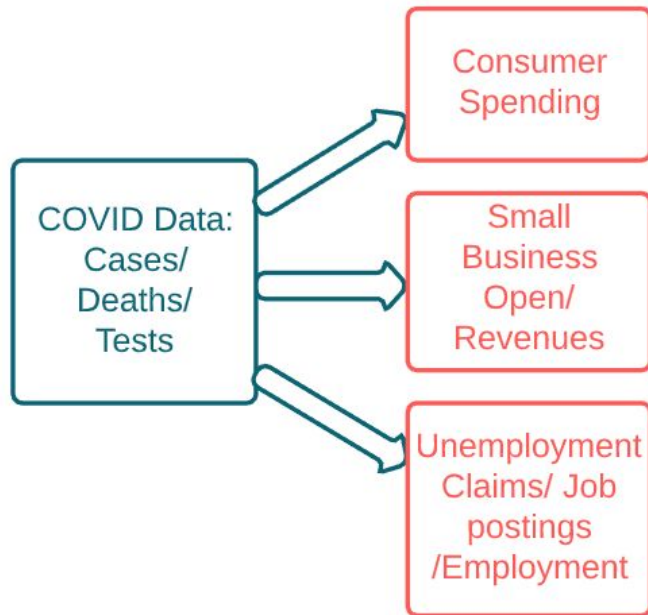 COVID Data:
Cases/
Deaths/
Tests
Consumer
Spending
Small
Business
Open/
Revenues
Unemployment
Claims/ Job
postings
/Employment